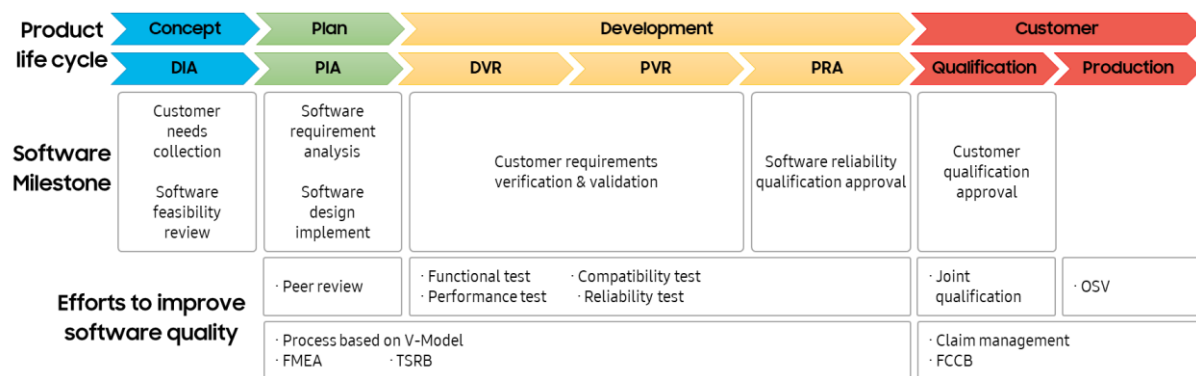 Product
life cycle
Concept
Plan
Development
Customer
DIA
PIA
DVR
PVR
PRA
Qualification
Production
Software
Milestone
Customer
needs
collection
Software
feasibility
review
Software
requirement
analysis
Software
design
implement
Customer requirements
verification & validation
Software reliability
qualification approval
Customer
qualification
approval
Efforts to improve
software quality
· Peer review
· Functional test
· Compatibility test
· Performance test
· Reliability test
· Joint
qualification
· OSV
· Process based on V-Model
· FMEA
· TSRB
· Claim management
· FCCB